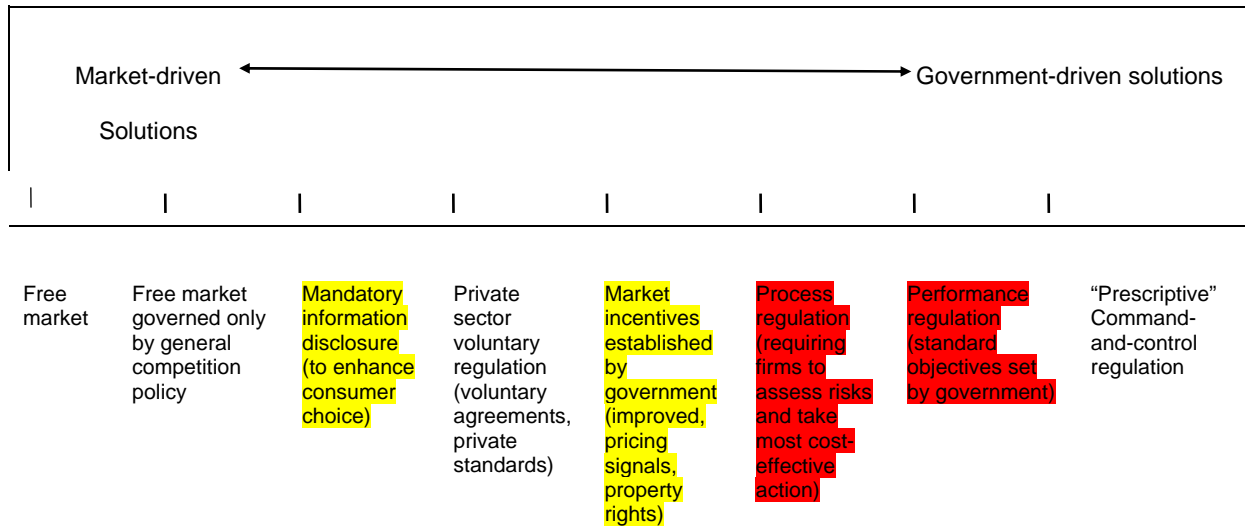 Market-driven
Government-driven solutions
Solutions
Free
market
Free market
governed only
by general
competition
policy
Mandatory
information
disclosure
(to enhance
consumer
choice)
Private
sector
voluntary
regulation
(voluntary
agreements,
private
standards)
Market
incentives
established
by
government
(improved,
pricing
signals,
property
rights)
Process
regulation
(requiring
firms to
assess risks
and take
most cost-
effective
action)
Performance
regulation
(standard
objectives set
by government)
“Prescriptive”
Command-
and-control
regulation